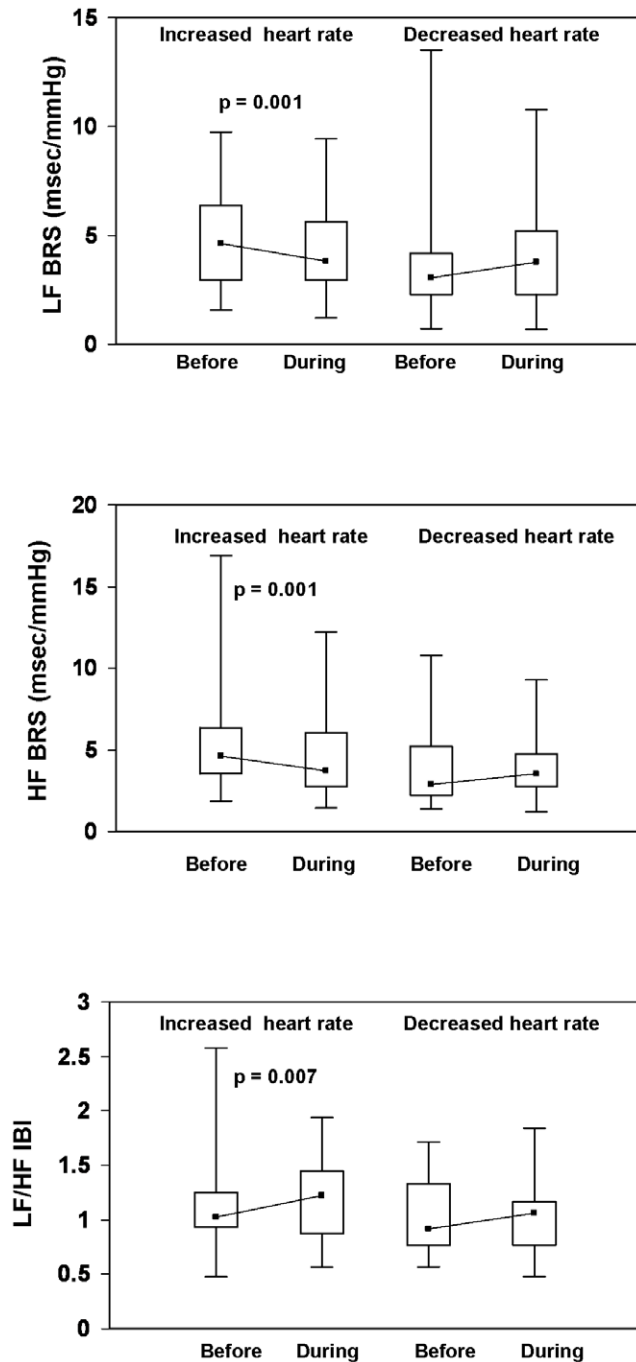 15
Increased heart rate Decreased heart rate
p = 0.001
10
LF BRS (msec/mmHg)
5
0
Before During Before During
20
Increased heart rate Decreased heart rate
p = 0.001
15
HF BRS (msec/mmHg)
10
5
0
Before During Before During
3
Increased heart rate Decreased heart rate
2.5
p = 0.007
2
LF/HF IBI
1.5
1
0.5
0
Before During Before During